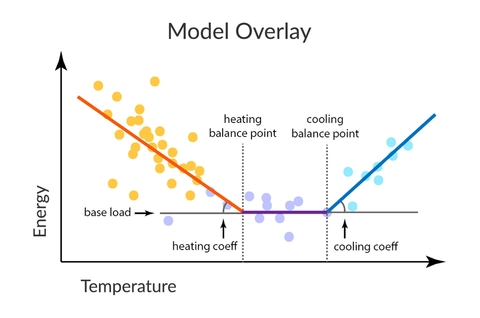 Model Overlay
heating
balance point
cooling
balance point
base load
heating coeff
cooling coeff
Energy
Temperature